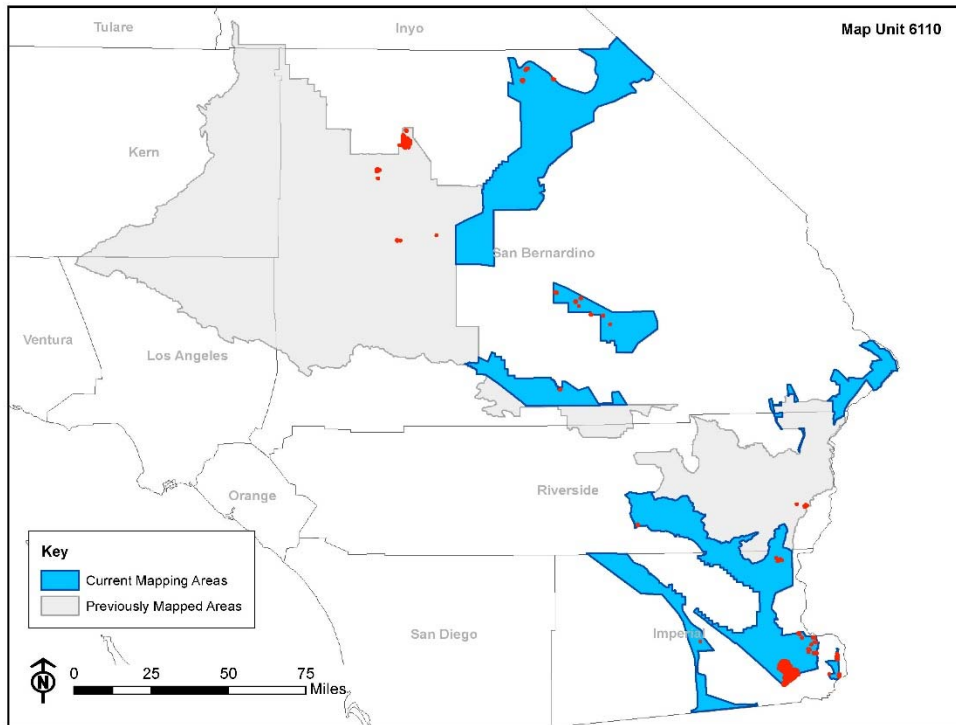 Tulare
Inyo
Map Unit 6110
Kern
San Bernardino
Ventura
Los Angeles
Orange
Riverside
Key
Current Mapping Areas
Previously Mapped Areas
San Diego
Imperial
N
0 25 50 75
Miles